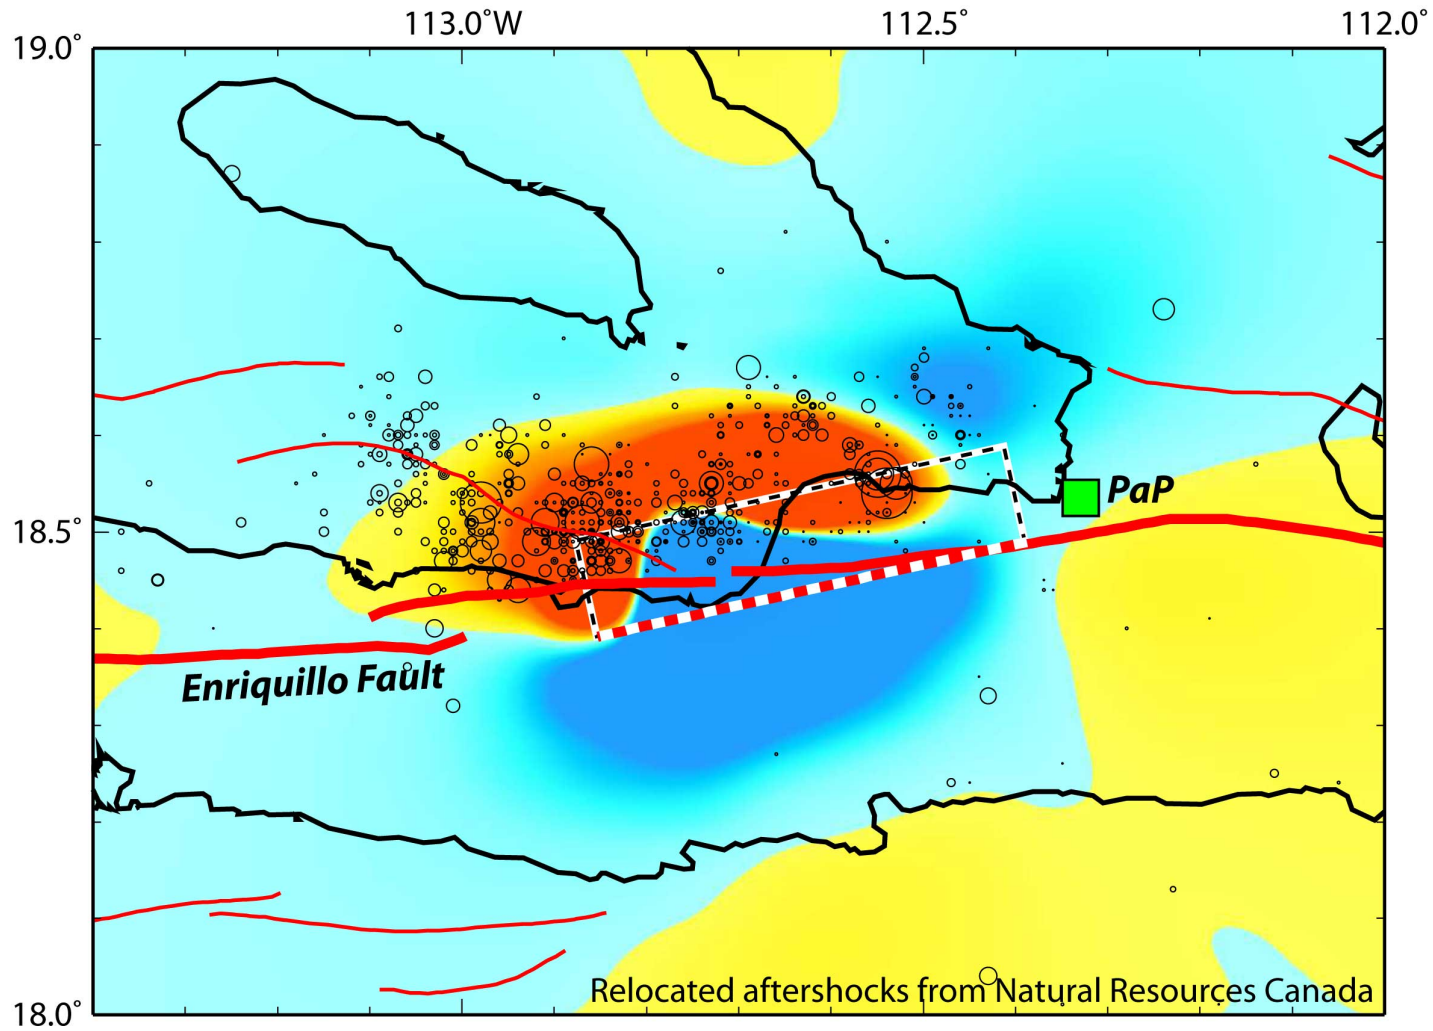 113.0°W
112.5°
112.0°
19.0°
18.5°
PaP
Enriquillo Fault
Relocated aftershocks from Natural Resources Canada
18.0°